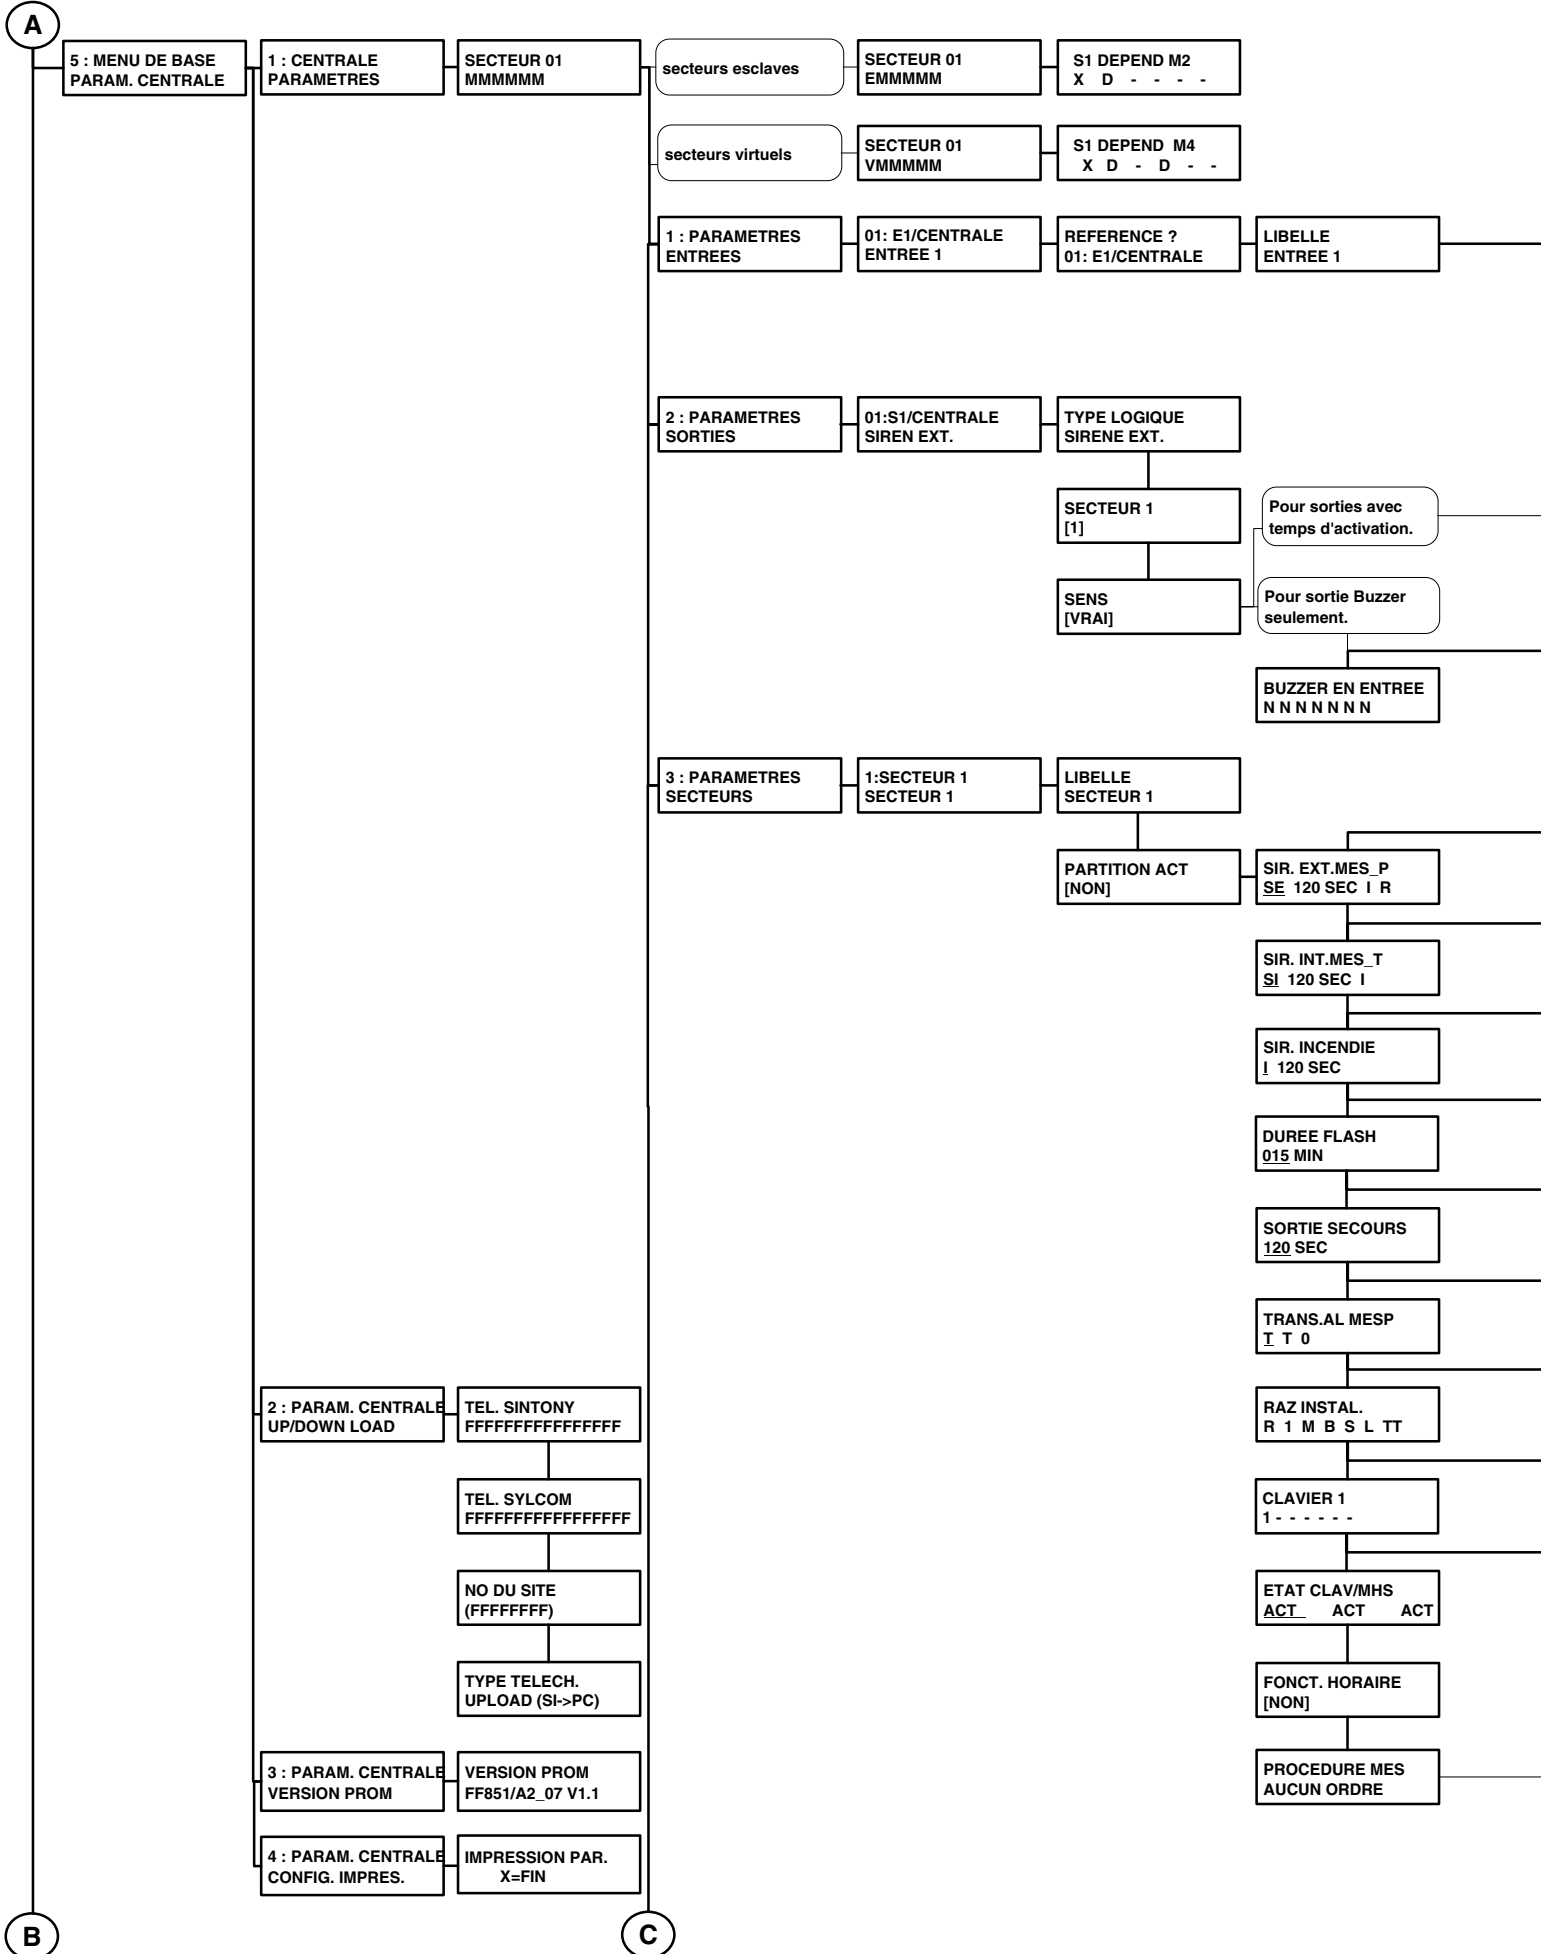 A
5 : MENU DE BASE
PARAM. CENTRALE
1 : CENTRALE
PARAMETRES
SECTEUR 01
MMMMMM
secteurs esclaves
SECTEUR 01
EMMMMM
S1 DEPEND M2
X D - - - -
secteurs virtuels
SECTEUR 01
VMMMMM
S1 DEPEND M4
X D - D - -
1 : PARAMETRES
ENTREES
01: E1/CENTRALE
ENTREE 1
REFERENCE ?
01: E1/CENTRALE
LIBELLE
ENTREE 1
2 : PARAMETRES
SORTIES
01:S1/CENTRALE
SIREN EXT.
TYPE LOGIQUE
SIRENE EXT.
SECTEUR 1
[1]
Pour sorties avec
temps d'activation.
SENS
[VRAI]
Pour sortie Buzzer
seulement.
BUZZER EN ENTREE
N N N N N N N
3 : PARAMETRES
SECTEURS
1:SECTEUR 1
SECTEUR 1
LIBELLE
SECTEUR 1
PARTITION ACT
[NON]
SIR. EXT.MES_P
SE 120 SEC I R
SIR. INT.MES_T
SI 120 SEC I
SIR. INCENDIE
I 120 SEC
DUREE FLASH
015 MIN
SORTIE SECOURS
120 SEC
TRANS.AL MESP
T T 0
RAZ INSTAL.
R 1 M B S L TT
CLAVIER 1
1 - - - - - -
ETAT CLAV/MHS
ACT ACT ACT
FONCT. HORAIRE
[NON]
PROCEDURE MES
AUCUN ORDRE
2 : PARAM. CENTRALE
UP/DOWN LOAD
TEL. SINTONY
FFFFFFFFFFFFFFFF
TEL. SYLCOM
FFFFFFFFFFFFFFFFF
NO DU SITE
(FFFFFFFF)
TYPE TELECH.
UPLOAD (SI->PC)
3 : PARAM. CENTRALE
VERSION PROM
VERSION PROM
FF851/A2_07 V1.1
4 : PARAM. CENTRALE
CONFIG. IMPRES.
IMPRESSION PAR.
X=FIN
B
C